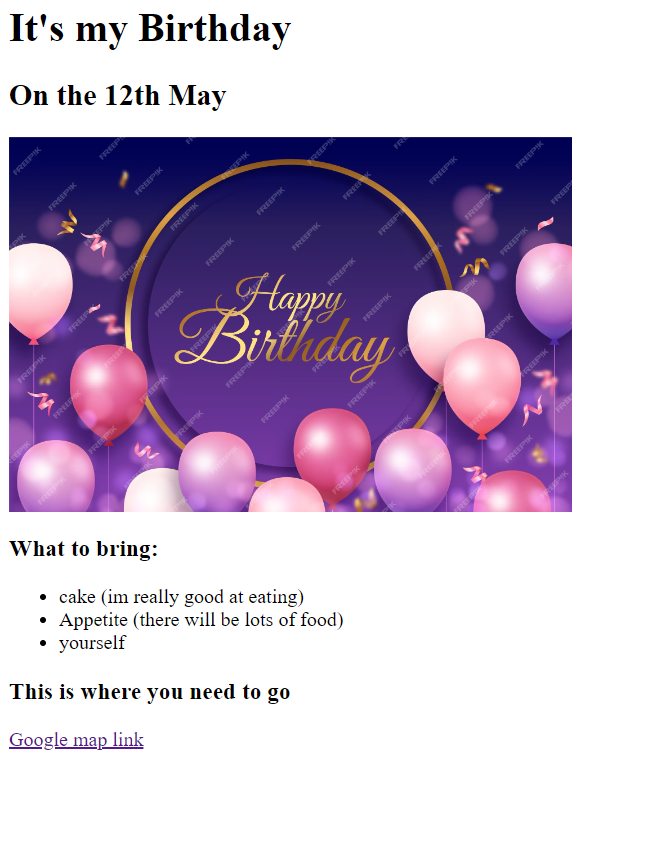 It's my Birthday
On the 12th May
Happy
Birthday
FREEPIK
What to bring:
cake (im really good at eating)
Appetite (there will be lots of food)
yourself
This is where you need to go
Google map link